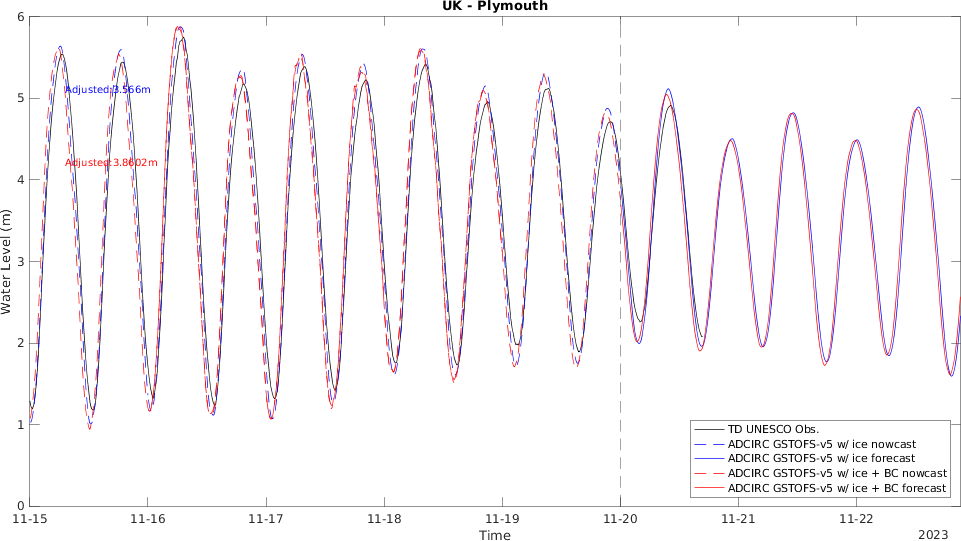 UK - Plymouth
6
5
4
3
2
1
0
Water Level (m)
Adjusted:3.566m
Adjusted:3.8602m
TD UNESCO Obs.
ADCIRC GSTOFS-v5 w/ ice nowcast
ADCIRC GSTOFS-v5 w/ ice forecast
ADCIRC GSTOFS-v5 w/ ice + BC nowcast
ADCIRC GSTOFS-v5 w/ ice + BC forecast
11-15 11-16 11-17 11-18 11-19 11-20 11-21 11-22
Time
2023